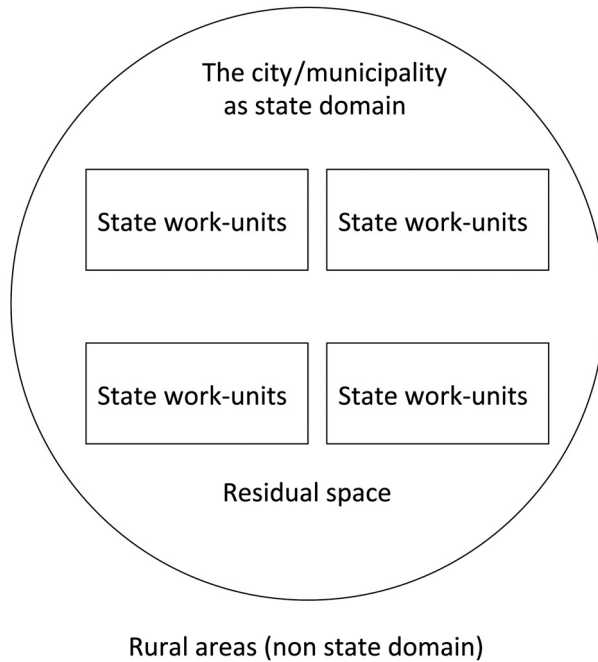 The city/municipality
as state domain
State work-units
State work-units
State work-units
State work-units
Residual space
Rural areas (non state domain)